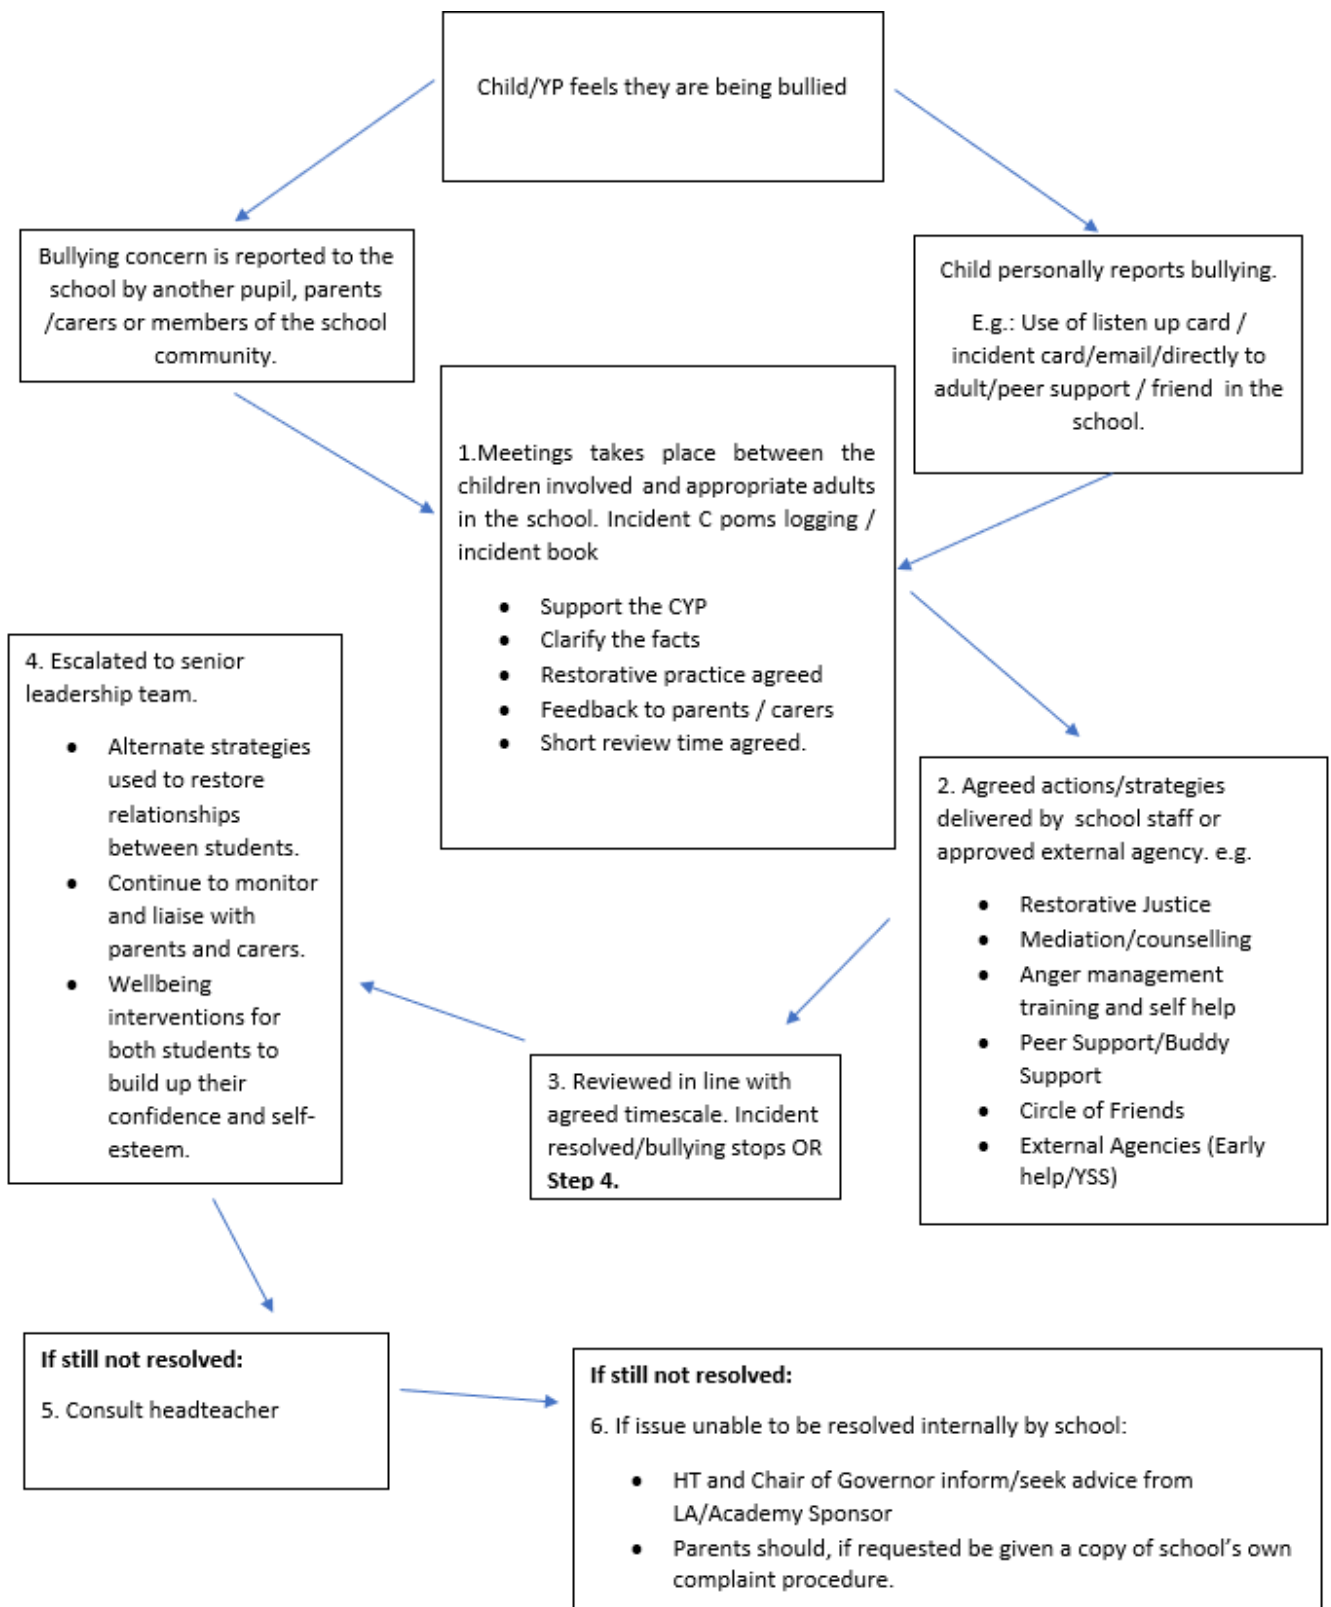 Child/YP feels they are being bullied
Bullying concern is reported to the
school by another pupil, parents
/carers or members of the school
community.
Child personally reports bullying.
E.g.: Use of listen up card /
incident card/email/directly to
adult/peer support / friend in the
school.
1.Meetings takes place between the
children involved and appropriate adults
in the school. Incident C poms logging /
incident book
● Support the CYP
● Clarify the facts
● Restorative practice agreed
● Feedback to parents / carers
● Short review time agreed.
2. Agreed actions/strategies
delivered by school staff or
approved external agency. e.g.
● Restorative Justice
● Mediation/counselling
● Anger management
training and self help
● Peer Support/Buddy
Support
● Circle of Friends
● External Agencies (Early
help/YSS)
3. Reviewed in line with
agreed timescale. Incident
resolved/bullying stops OR
Step 4.
4. Escalated to senior
leadership team.
● Alternate strategies
used to restore
relationships
between students.
● Continue to monitor
and liaise with
parents and carers.
● Wellbeing
interventions for
both students to
build up their
confidence and self-
esteem.
If still not resolved:
5. Consult headteacher
If still not resolved:
6. If issue unable to be resolved internally by school:
● HT and Chair of Governor inform/seek advice from
LA/Academy Sponsor
● Parents should, if requested be given a copy of school's own
complaint procedure.